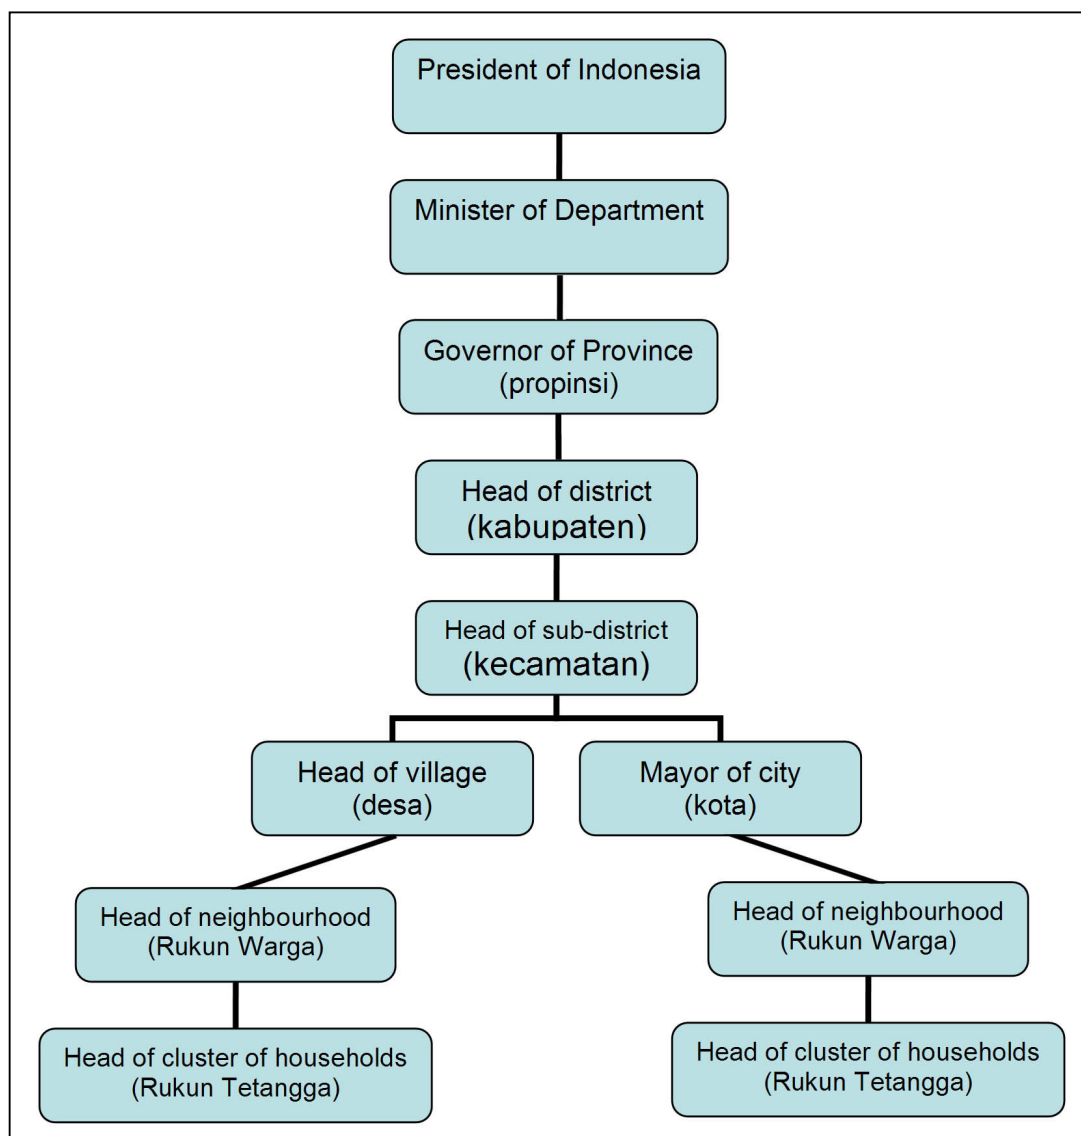 President of Indonesia
Minister of Department
Governor of Province
(propinsi)
Head of district
(kabupaten)
Head of sub-district
(kecamatan)
Head of village
(desa)
Mayor of city
(kota)
Head of neighbourhood
(Rukun Warga)
Head of neighbourhood
(Rukun Warga)
Head of cluster of households
(Rukun Tetangga)
Head of cluster of households
(Rukun Tetangga)